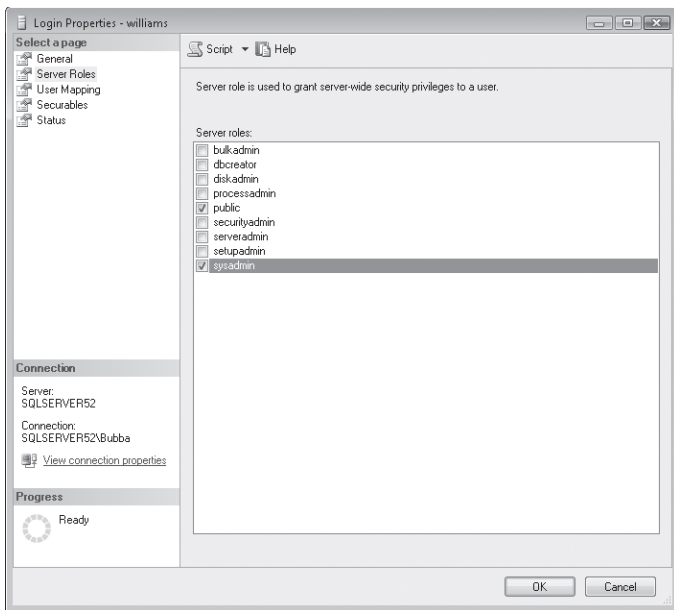 Login Properties - williams
Select a page
General
Server Roles
User Mapping
Securables
Status
Script Help
Server role is used to grant server-wide security privileges to a user.
Server roles:
bulkadmin
dbcreator
diskadmin
processadmin
public
securityadmin
serveradmin
setupadmin
sysadmin
Connection
Server:
SQLSERVER52
Connection:
SQLSERVER52\Bubba
View connection properties
Progress
Ready
OK Cancel